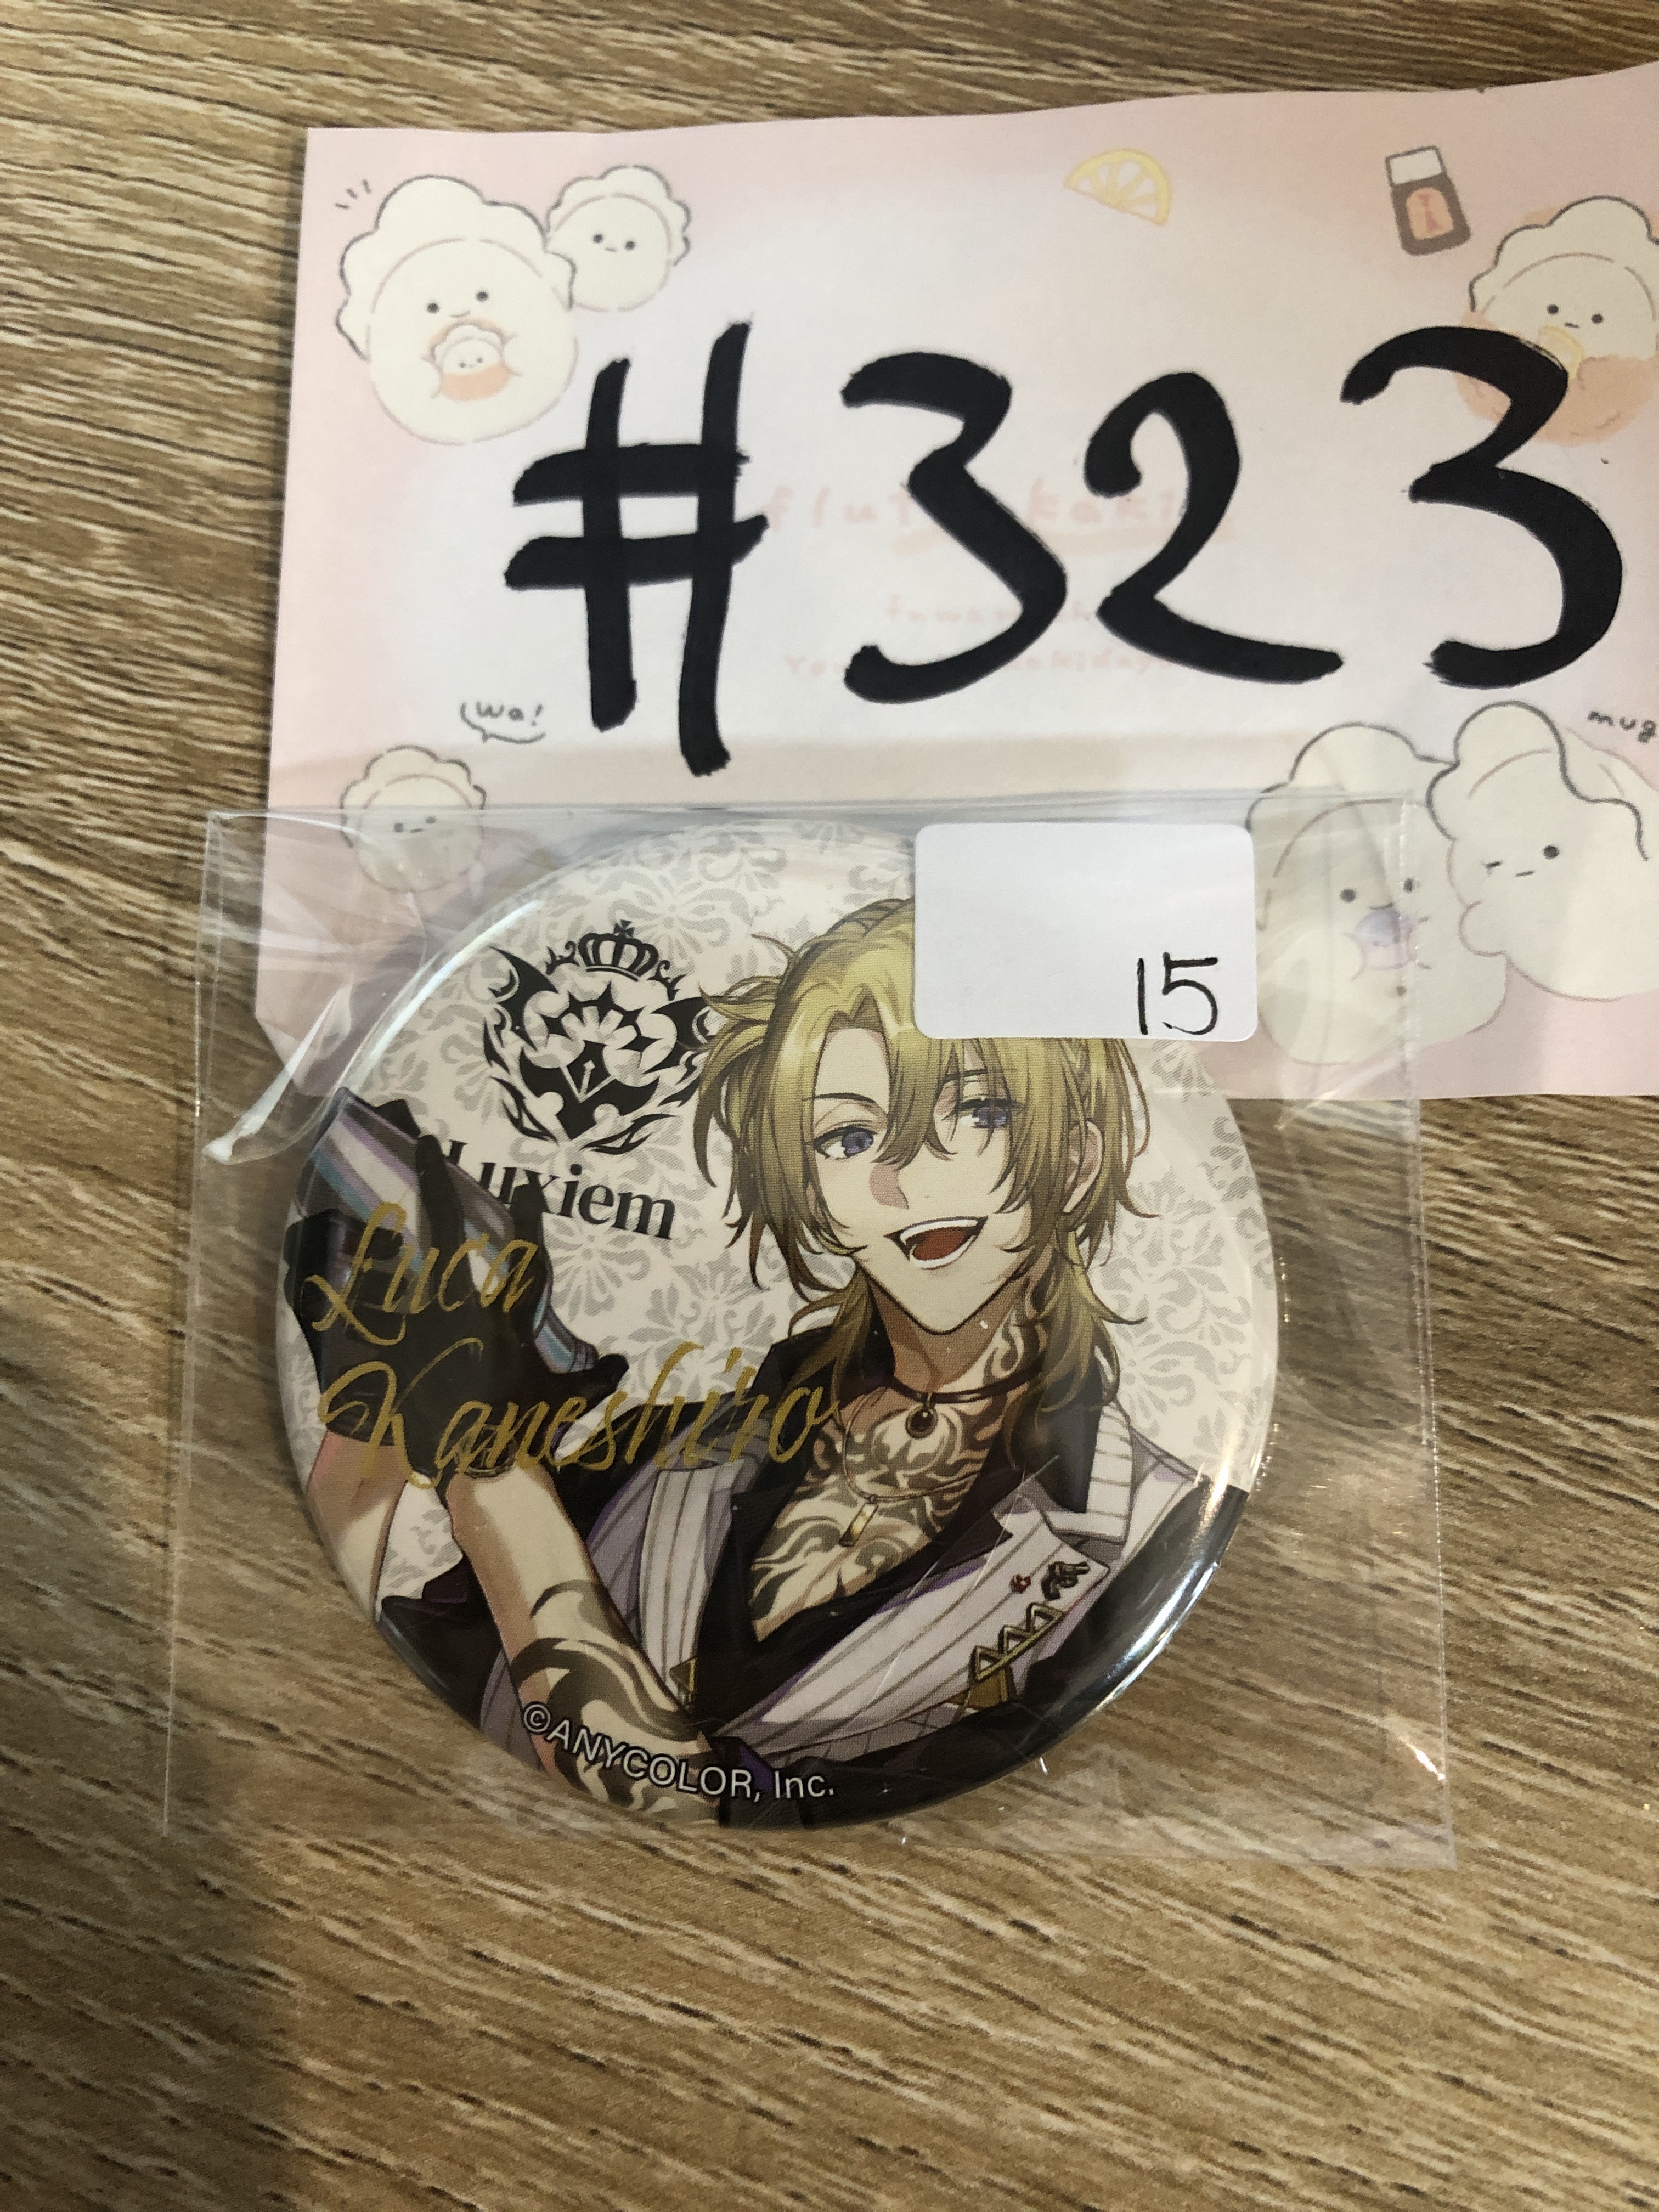 #323
Wa!
mug
15
Luxiem
Luca
Kaneshiro
©ANYCOLOR, Inc.